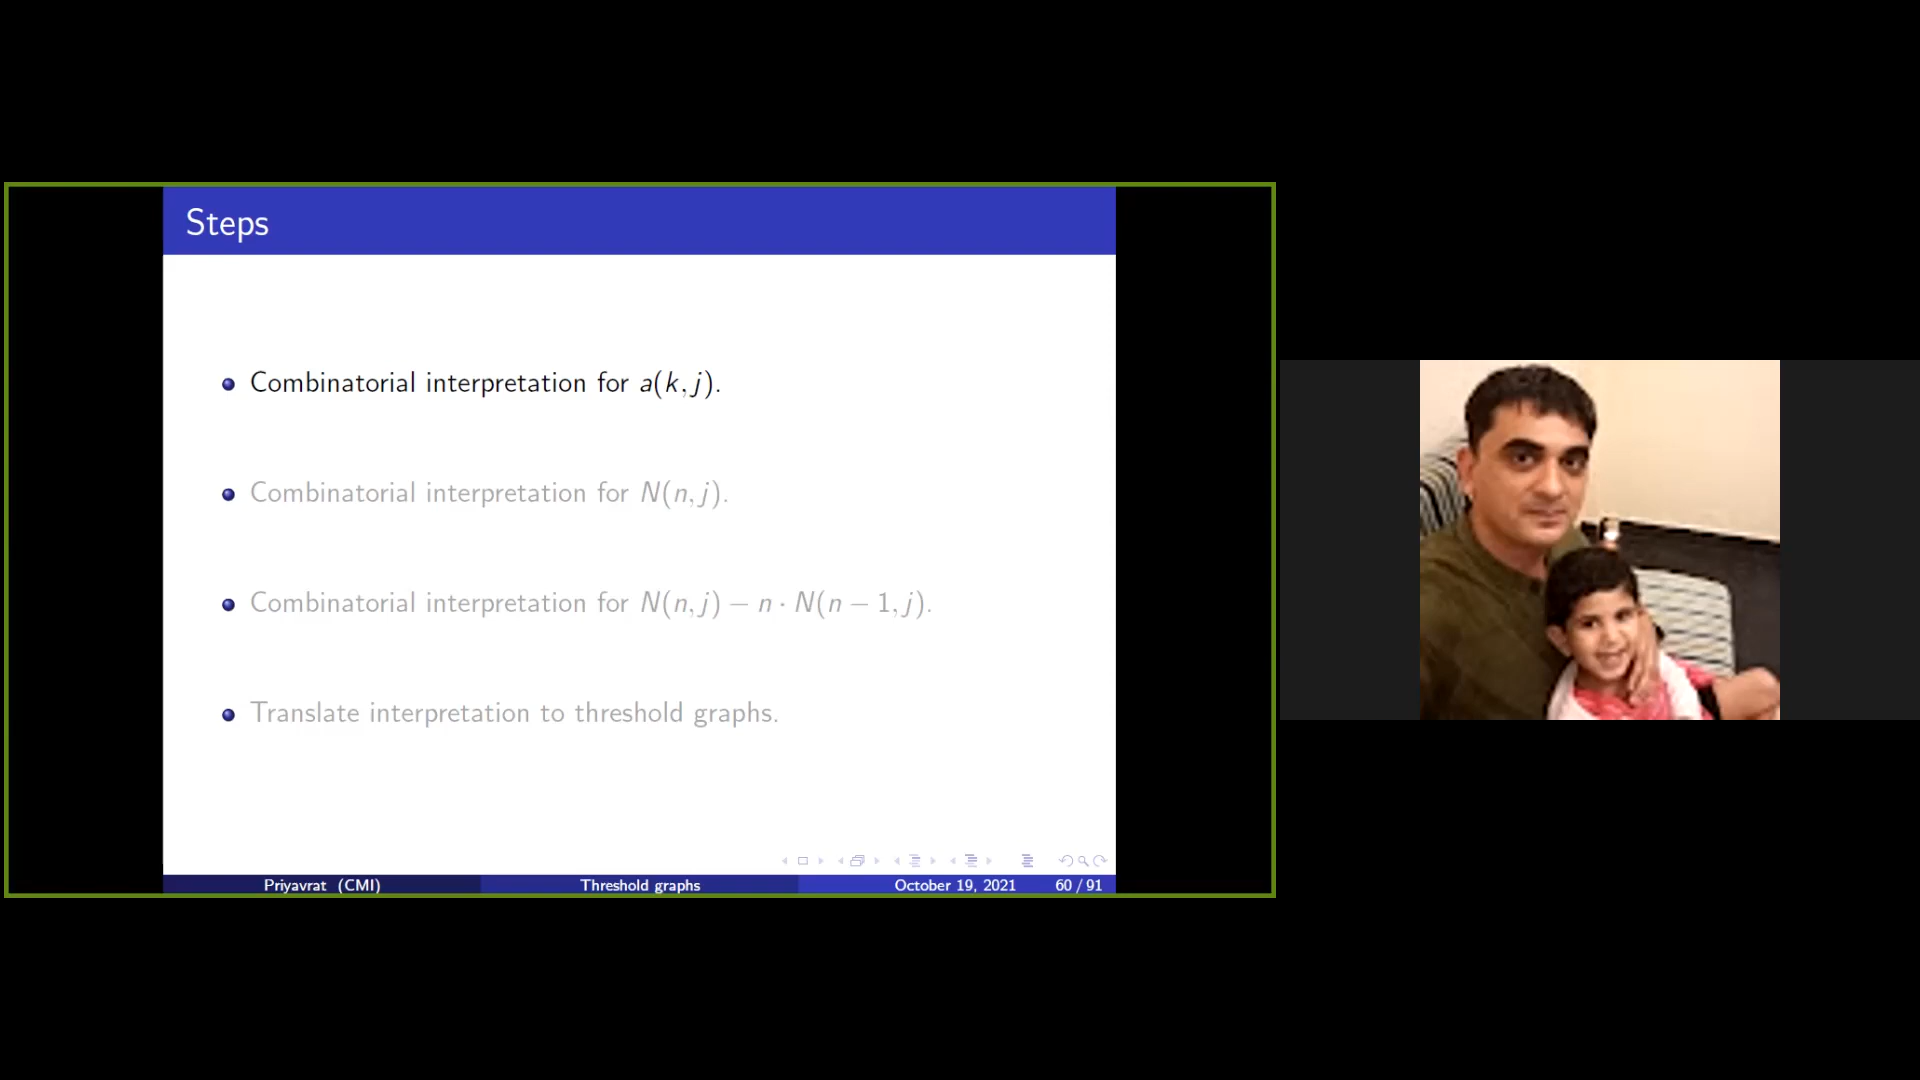 Steps
Combinatorial interpretation for a(k, j).
Combinatorial interpretation for N(n, j).
Combinatorial interpretation for N(n, j) − n · N(n − 1, j).
Translate interpretation to threshold graphs.
Priyavrat (CMI) Threshold graphs October 19, 2021 60 / 91